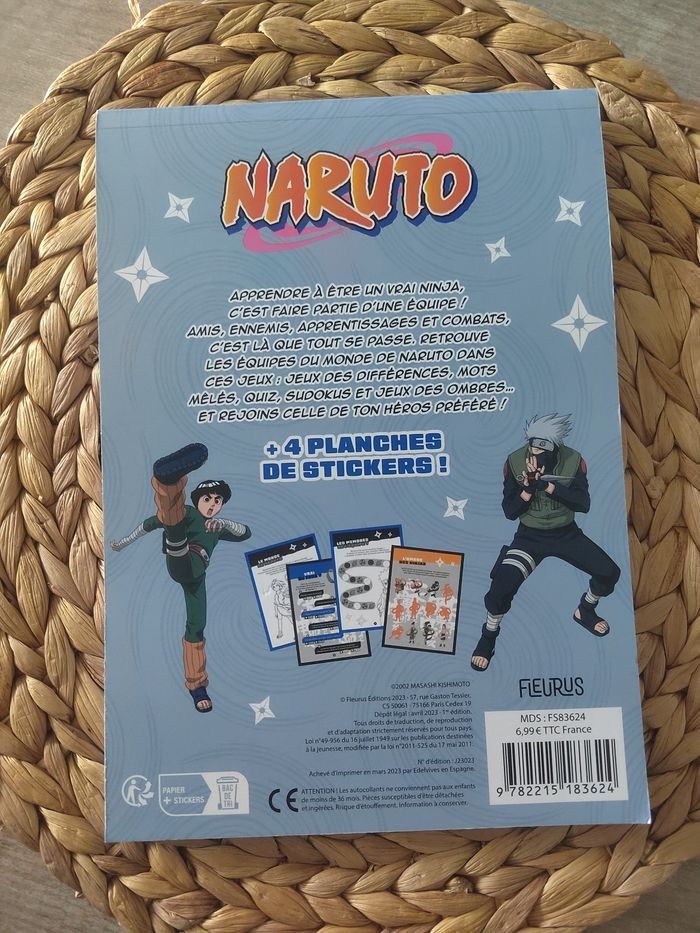 NARUTO
APPRENDRE À ÊTRE UN VRAI NINJA,
C'EST FAIRE PARTIE D'UNE ÉQUIPE !
AMIS, ENNEMIS, APPRENTISSAGES ET COMBATS,
C'EST LÀ QUE TOUT SE PASSE. RETROUVE
LES ÉQUIPES DU MONDE DE NARUTO DANS
CES JEUX : JEUX DES DIFFÉRENCES, MOTS
MÊLÉS, QUIZ, SUDOKUS ET JEUX DES OMBRES...
ET REJOINS CELLE DE TON HÉROS PRÉFÉRÉ !
+ 4 PLANCHES
DE STICKERS !
LE MONDE
VRAI
LES MEMBRES
L'OMBRE
DES NINJAS
©2002 MASASHI KISHIMOTO
© Fleurus Éditions 2023 - 57, rue Gaston Tessier,
CS 50061 - 75166 Paris Cedex 19
Dépôt légal : avril 2023 - 1re édition.
Tous droits de traduction, de reproduction
et d'adaptation strictement réservés pour tous pays.
Loi n°49-956 du 16 juillet 1949 sur les publications destinées
à la jeunesse, modifiée par la loi n°2011-525 du 17 mai 2011.
N° d'édition : J23023
Achevé d'imprimer en mars 2023 par Edelvives en Espagne.
FLEURUS
MDS : FS83624
6,99 € TTC France
9 782215 183624
PAPIER
+ STICKERS
BAC
DE
TRI
CE ATTENTION ! Les autocollants ne conviennent pas aux enfants
de moins de 36 mois. Pièces susceptibles d'être détachées
et ingérées. Risque d'étouffement. Information à conserver.